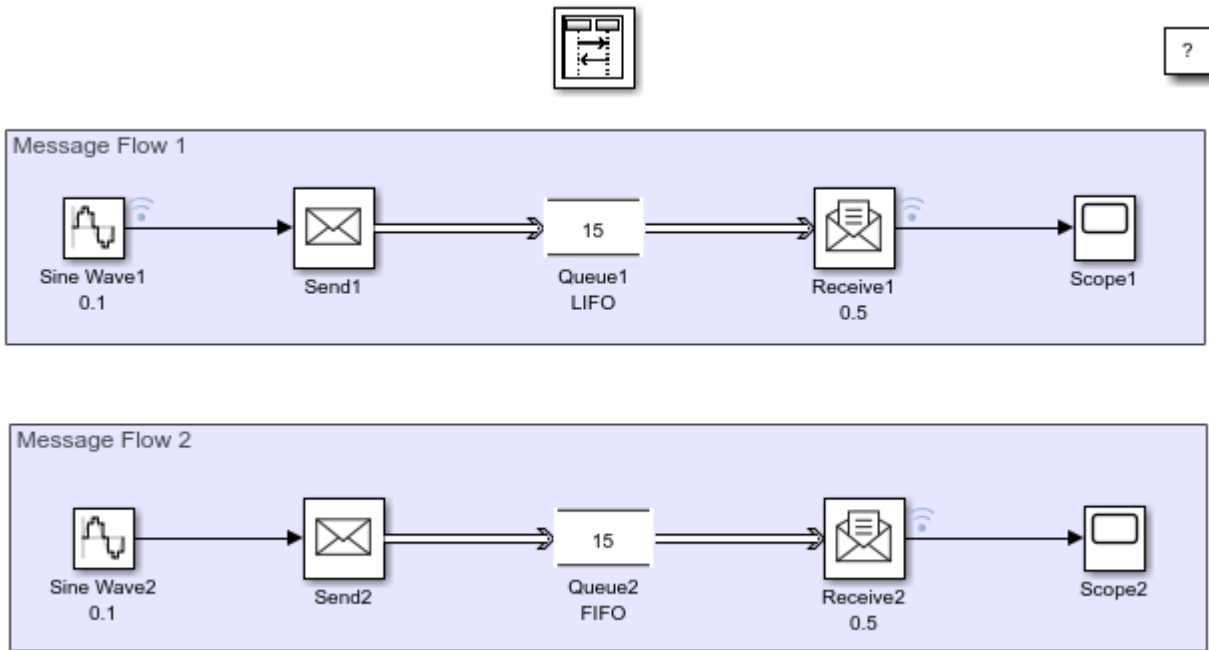 ?
Message Flow 1
15
Sine Wave1
0.1
Send1
Queue1
LIFO
Receive1
0.5
Scope1
Message Flow 2
15
Sine Wave2
0.1
Send2
Queue2
FIFO
Receive2
0.5
Scope2